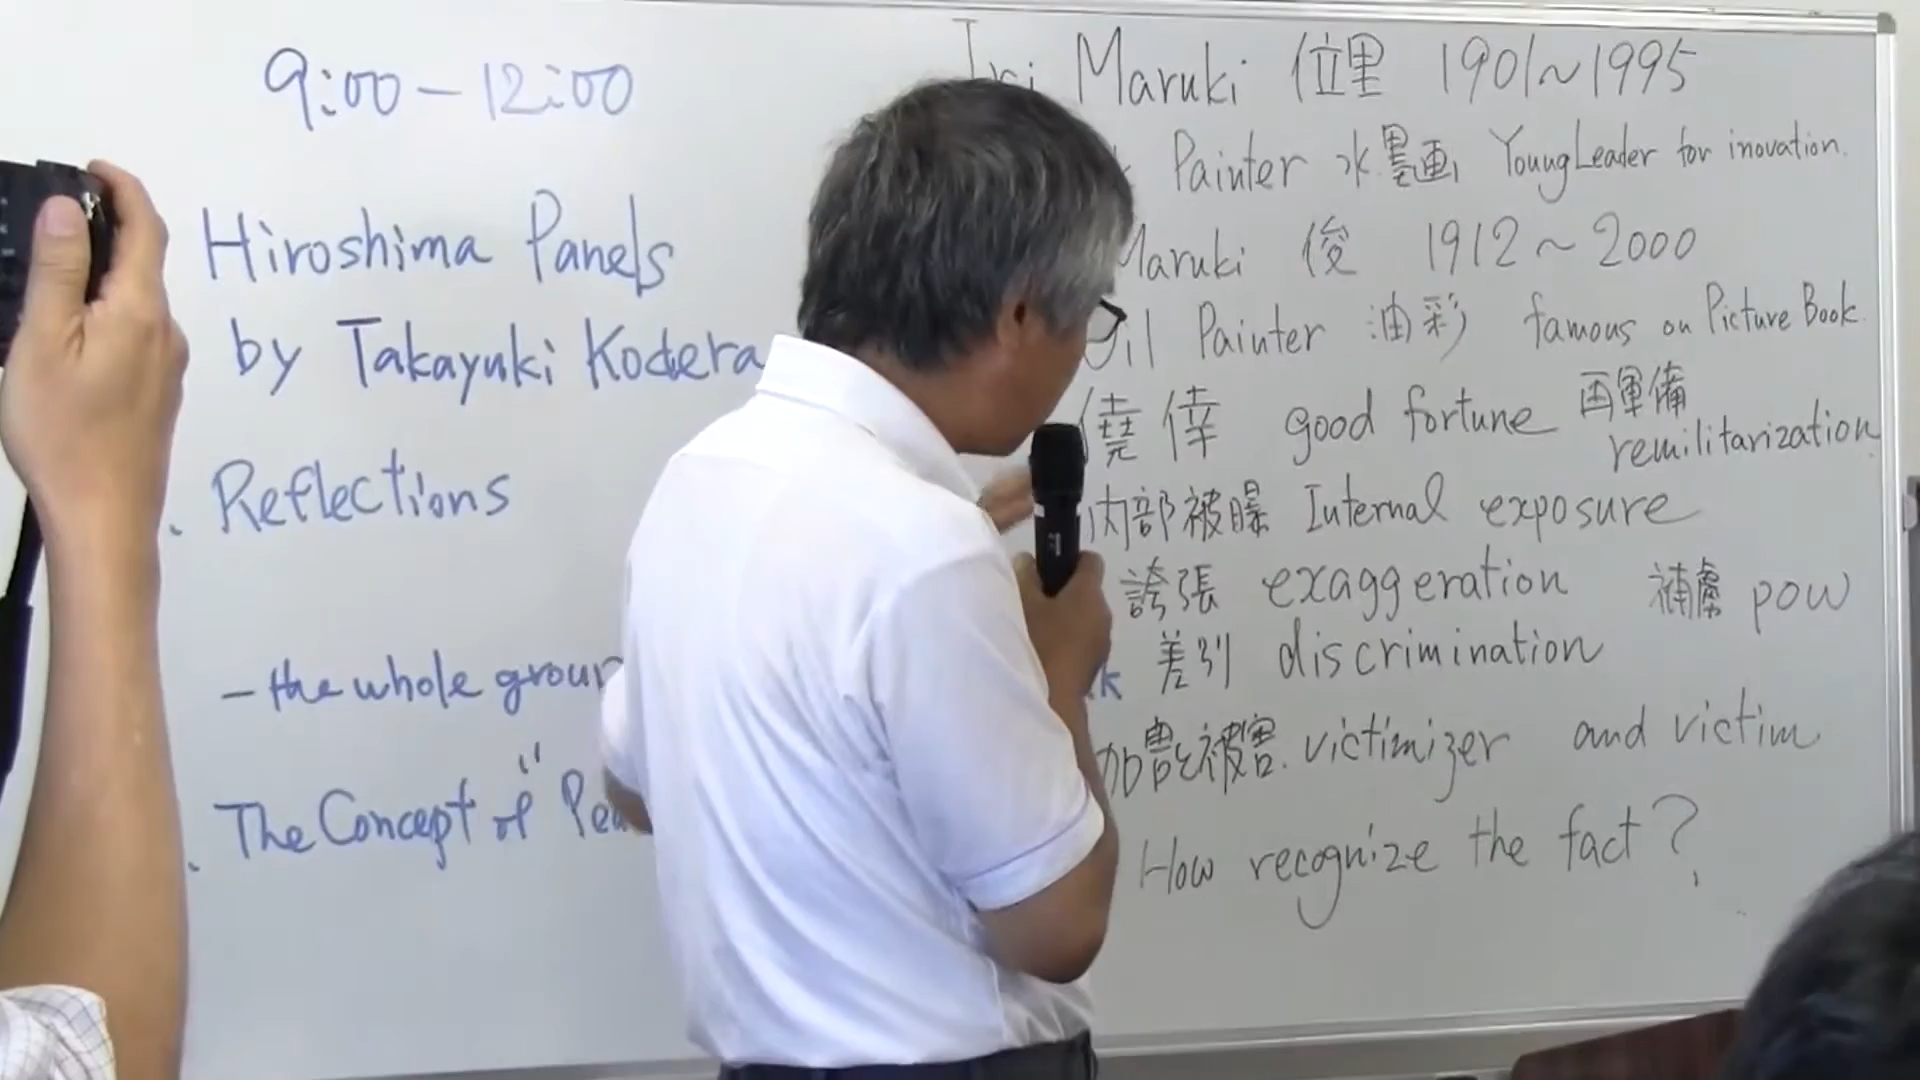 9:00 - 12:00
Hiroshima Panels
by Takayuki Kodera
. Reflections
- the whole group
. The Concept of "Pea
Iri Maruki 位里 1901~1995
Painter 水墨画 Young Leader for inovation.
Maruki 俊 1912~2000
Oil Painter 油彩 famous on Picture Book.
僥倖 good fortune 再軍備
remilitarization
内部被曝 Internal exposure
誇張 exaggeration 捕虜 pow
差別 discrimination
加害と被害. victimizer and victim
How recognize the fact?